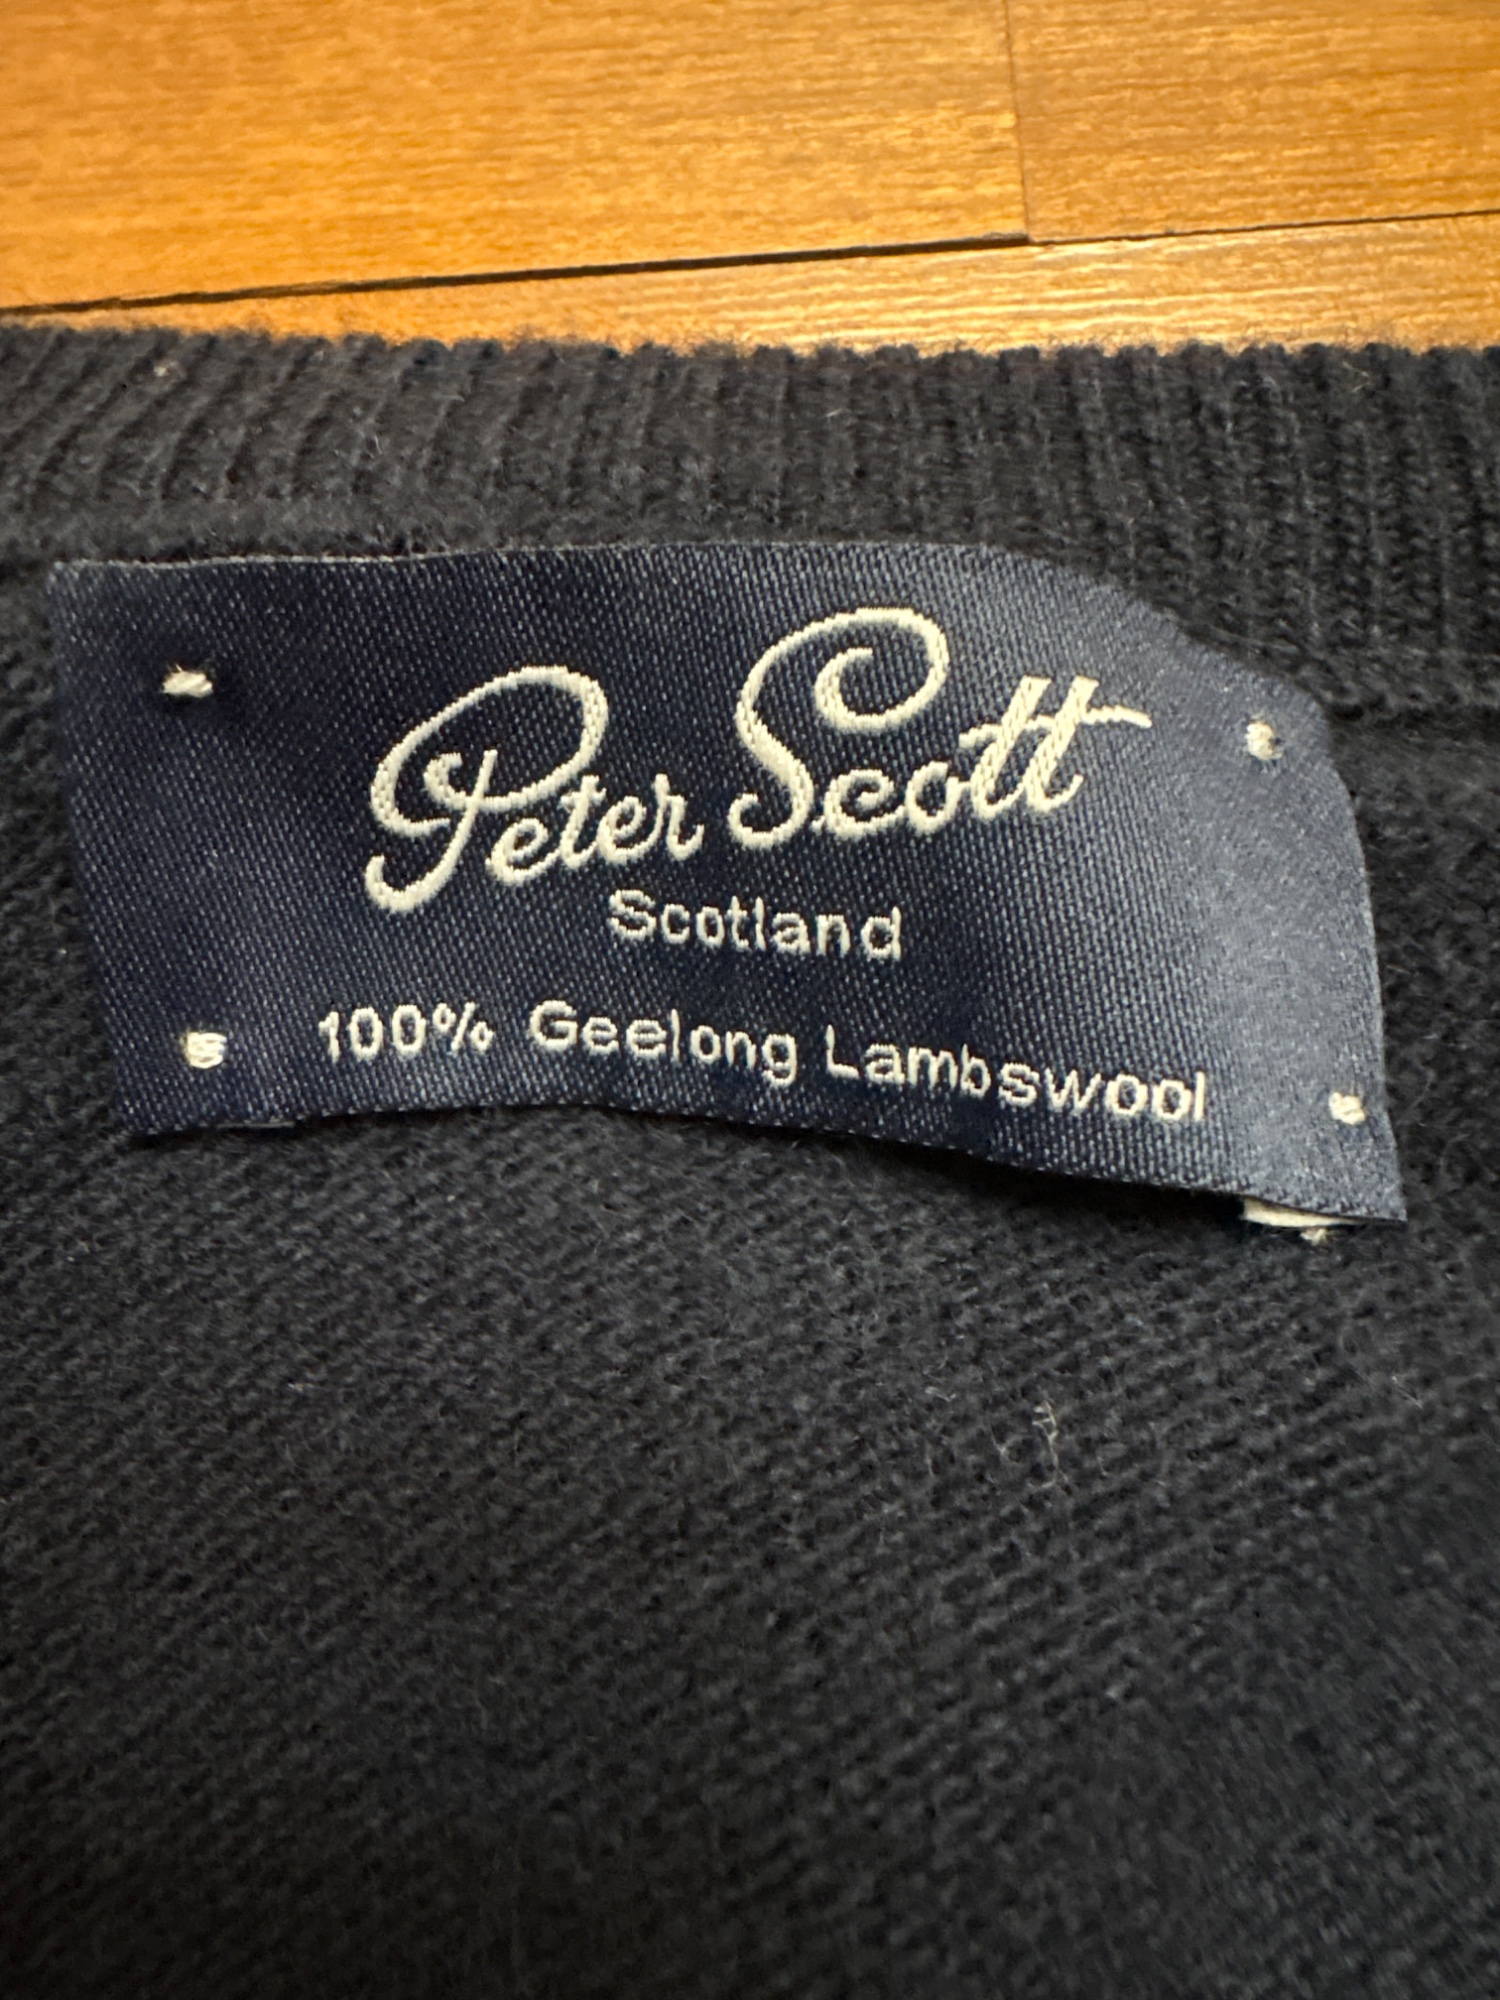 Peter Scott
Scotland
100% Geelong Lambswool